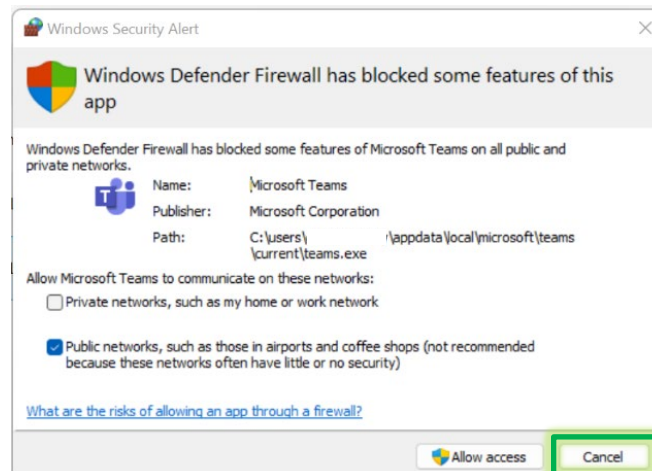 Windows Security Alert
Windows Defender Firewall has blocked some features of this
app
Windows Defender Firewall has blocked some features of Microsoft Teams on all public and
private networks.
Name: Microsoft Teams
Publisher: Microsoft Corporation
Path: C:\users\ \appdata\local\microsoft\teams
\current\teams.exe
Allow Microsoft Teams to communicate on these networks:
Private networks, such as my home or work network
Public networks, such as those in airports and coffee shops (not recommended
because these networks often have little or no security)
What are the risks of allowing an app through a firewall?
Allow access Cancel